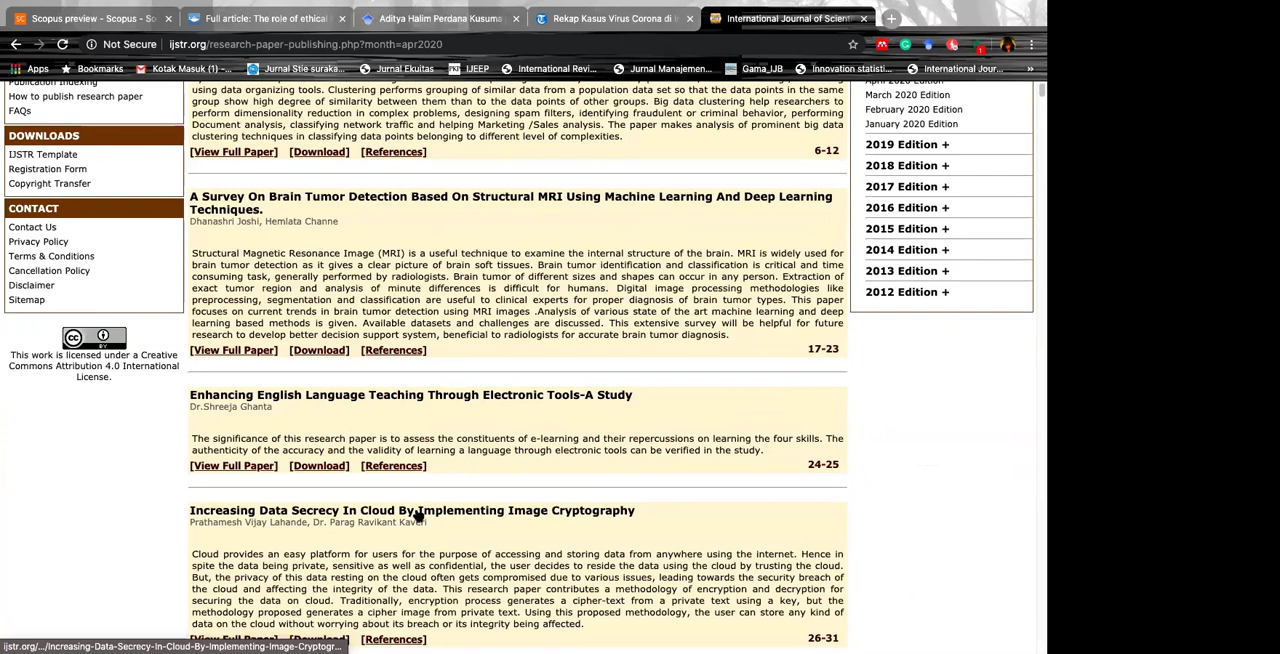 Scopus preview - Scopus - So
Full article: The role of ethical
Aditya Halim Perdana Kusuma
Rekap Kasus Virus Corona di I
International Journal of Scient
Not Secure
ijstr.org/research-paper-publishing.php?month=apr2020
Apps
Bookmarks
Kotak Masuk (1) -...
Jurnal Stie suraka...
Jurnal Ekuitas
IJEEP
International Revi...
Jurnal Manajemen...
Gama_IJB
Innovation statisti...
International Jour...
»
Publication Indexing
How to publish research paper
FAQs
DOWNLOADS
IJSTR Template
Registration Form
Copyright Transfer
CONTACT
Contact Us
Privacy Policy
Terms & Conditions
Cancellation Policy
Disclaimer
Sitemap
This work is licensed under a Creative
Commons Attribution 4.0 International
License.
using data organizing tools. Clustering performs grouping of similar data from a population data set so that the data points in the same
group show high degree of similarity between them than to the data points of other groups. Big data clustering help researchers to
perform dimensionality reduction in complex problems, designing spam filters, identifying fraudulent or criminal behavior, performing
Document analysis, classifying network traffic and helping Marketing /Sales analysis. The paper makes analysis of prominent big data
clustering techniques in classifying data points belonging to different level of complexities.
[View Full Paper] [Download] [References] 6-12
A Survey On Brain Tumor Detection Based On Structural MRI Using Machine Learning And Deep Learning
Techniques.
Dhanashri Joshi, Hemlata Channe
Structural Magnetic Resonance Image (MRI) is a useful technique to examine the internal structure of the brain. MRI is widely used for
brain tumor detection as it gives a clear picture of brain soft tissues. Brain tumor identification and classification is critical and time
consuming task, generally performed by radiologists. Brain tumor of different sizes and shapes can occur in any person. Extraction of
exact tumor region and analysis of minute differences is difficult for humans. Digital image processing methodologies like
preprocessing, segmentation and classification are useful to clinical experts for proper diagnosis of brain tumor types. This paper
focuses on current trends in brain tumor detection using MRI images .Analysis of various state of the art machine learning and deep
learning based methods is given. Available datasets and challenges are discussed. This extensive survey will be helpful for future
research to develop better decision support system, beneficial to radiologists for accurate brain tumor diagnosis.
[View Full Paper] [Download] [References] 17-23
Enhancing English Language Teaching Through Electronic Tools-A Study
Dr.Shreeja Ghanta
The significance of this research paper is to assess the constituents of e-learning and their repercussions on learning the four skills. The
authenticity of the accuracy and the validity of learning a language through electronic tools can be verified in the study.
[View Full Paper] [Download] [References] 24-25
Increasing Data Secrecy In Cloud By Implementing Image Cryptography
Prathamesh Vijay Lahande, Dr. Parag Ravikant Kaveri
Cloud provides an easy platform for users for the purpose of accessing and storing data from anywhere using the internet. Hence in
spite the data being private, sensitive as well as confidential, the user decides to reside the data using the cloud by trusting the cloud.
But, the privacy of this data resting on the cloud often gets compromised due to various issues, leading towards the security breach of
the cloud and affecting the integrity of the data. This research paper contributes a methodology of encryption and decryption for
securing the data on cloud. Traditionally, encryption process generates a cipher-text from a private text using a key, but the
methodology proposed generates a cipher image from private text. Using this proposed methodology, the user can store any kind of
data on the cloud without worrying about its breach or its integrity being affected.
[View Full Paper] [Download] [References] 26-31
April 2020 Edition
March 2020 Edition
February 2020 Edition
January 2020 Edition
2019 Edition +
2018 Edition +
2017 Edition +
2016 Edition +
2015 Edition +
2014 Edition +
2013 Edition +
2012 Edition +
ijstr.org/.../Increasing-Data-Secrecy-In-Cloud-By-Implementing-Image-Cryptogr...